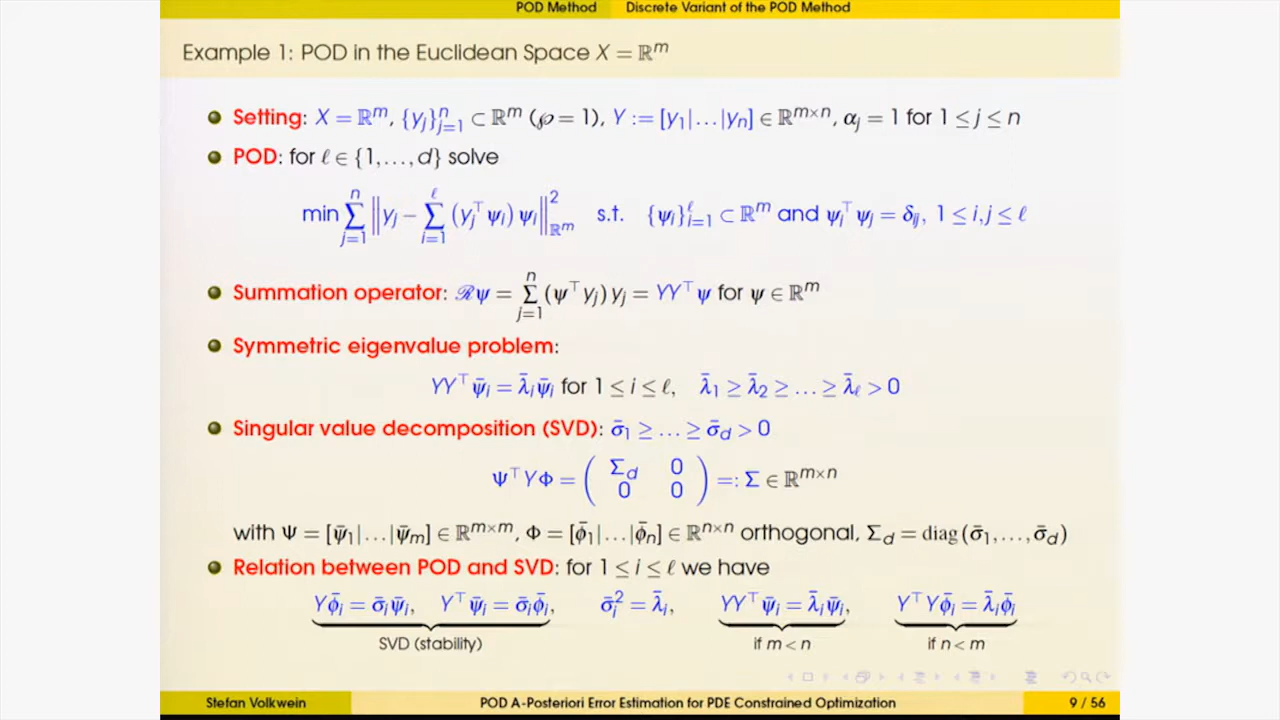 POD Method Discrete Variant of the POD Method
Example 1: POD in the Euclidean Space X = ℝ^m
Setting: X = ℝ^m, {y_j}_{j=1}^n ⊂ ℝ^m (℘ = 1), Y := [y_1|…|y_n] ∈ ℝ^{m×n}, α_j = 1 for 1 ≤ j ≤ n
POD: for ℓ ∈ {1,…,d} solve
min ∑_{j=1}^n ‖y_j − ∑_{i=1}^ℓ (y_j^⊤ ψ_i) ψ_i‖²_{ℝ^m} s.t. {ψ_i}_{i=1}^ℓ ⊂ ℝ^m and ψ_i^⊤ ψ_j = δ_{ij}, 1 ≤ i,j ≤ ℓ
Summation operator: ℛψ = ∑_{j=1}^n (ψ^⊤ y_j) y_j = YY^⊤ ψ for ψ ∈ ℝ^m
Symmetric eigenvalue problem:
YY^⊤ ψ̄_i = λ̄_i ψ̄_i for 1 ≤ i ≤ ℓ, λ̄_1 ≥ λ̄_2 ≥ … ≥ λ̄_ℓ > 0
Singular value decomposition (SVD): σ̄_1 ≥ … ≥ σ̄_d > 0
Ψ^⊤ Y Φ = ( Σ_d 0
0 0 ) =: Σ ∈ ℝ^{m×n}
with Ψ = [ψ̄_1|…|ψ̄_m] ∈ ℝ^{m×m}, Φ = [φ̄_1|…|φ̄_n] ∈ ℝ^{n×n} orthogonal, Σ_d = diag (σ̄_1,…,σ̄_d)
Relation between POD and SVD: for 1 ≤ i ≤ ℓ we have
Yφ̄_i = σ̄_i ψ̄_i, Y^⊤ ψ̄_i = σ̄_i φ̄_i, σ̄_i² = λ̄_i, YY^⊤ ψ̄_i = λ̄_i ψ̄_i, Y^⊤ Y φ̄_i = λ̄_i φ̄_i
SVD (stability) if m < n if n < m
Stefan Volkwein POD A-Posteriori Error Estimation for PDE Constrained Optimization 9 / 56